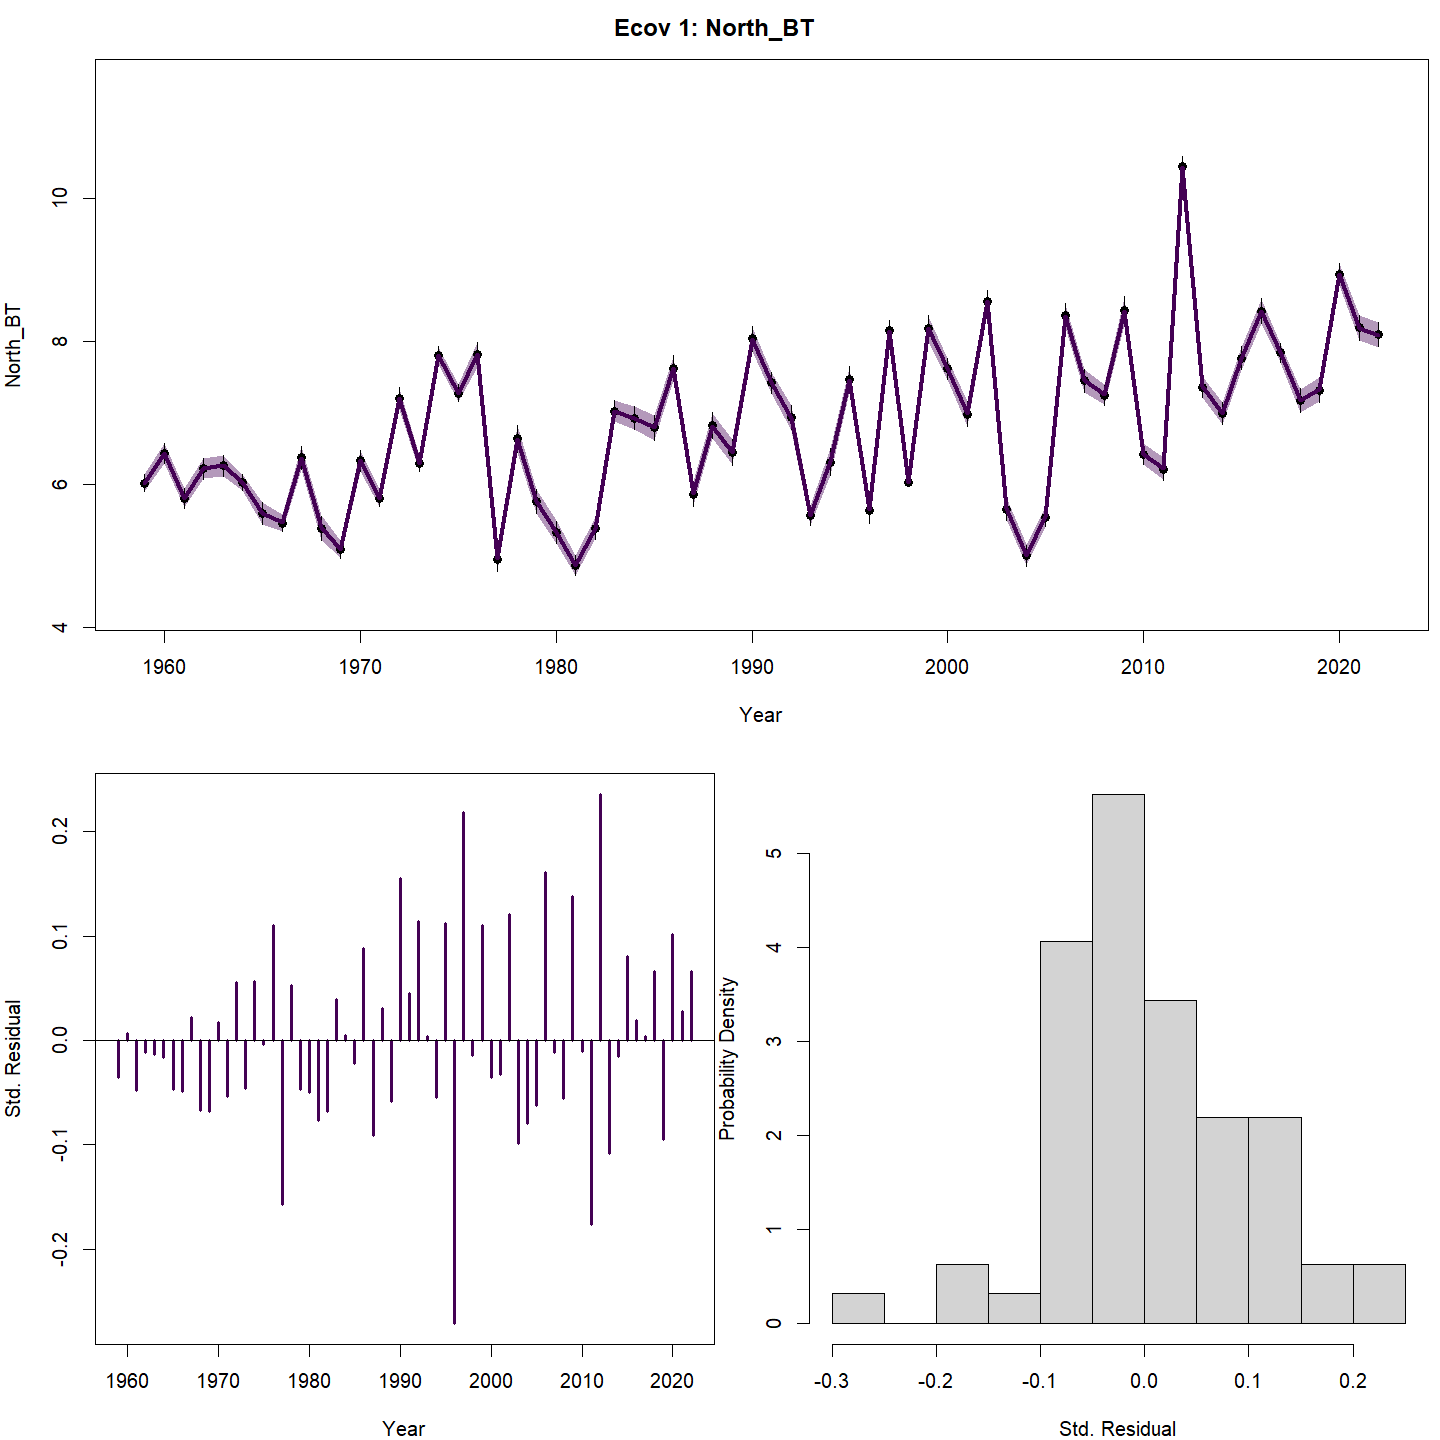 Ecov 1: North_BT
North_BT
10
8
6
4
1960 1970 1980 1990 2000 2010 2020
Year
Std. Residual
0.2
0.1
0.0
-0.1
-0.2
1960 1970 1980 1990 2000 2010 2020
Year
Probability Density
5
4
3
2
1
0
-0.3 -0.2 -0.1 0.0 0.1 0.2
Std. Residual